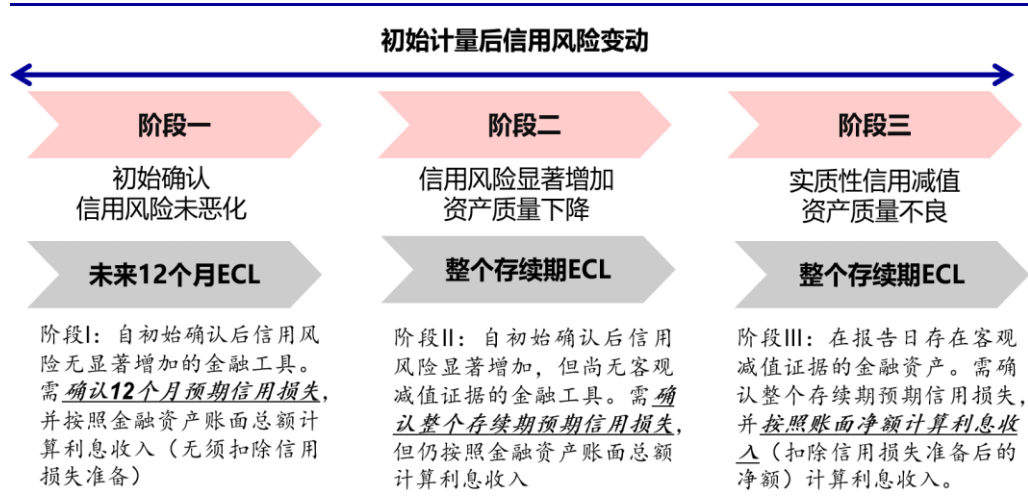 初始计量后信用风险变动
阶段一
初始确认
信用风险未恶化
未来12个月ECL
阶段I：自初始确认后信用风
险无显著增加的金融工具。
需确认12个月预期信用损失，
并按照金融资产账面总额计
算利息收入（无须扣除信用
损失准备）
阶段二
信用风险显著增加
资产质量下降
整个存续期ECL
阶段II：自初始确认后信用
风险显著增加，但尚无客观
减值证据的金融工具。需确
认整个存续期预期信用损失，
但仍按照金融资产账面总额
计算利息收入
阶段三
实质性信用减值
资产质量不良
整个存续期ECL
阶段III：在报告日存在客观
减值证据的金融资产。需确
认整个存续期预期信用损失，
并按照账面净额计算利息收
入（扣除信用损失准备后的
净额）计算利息收入。